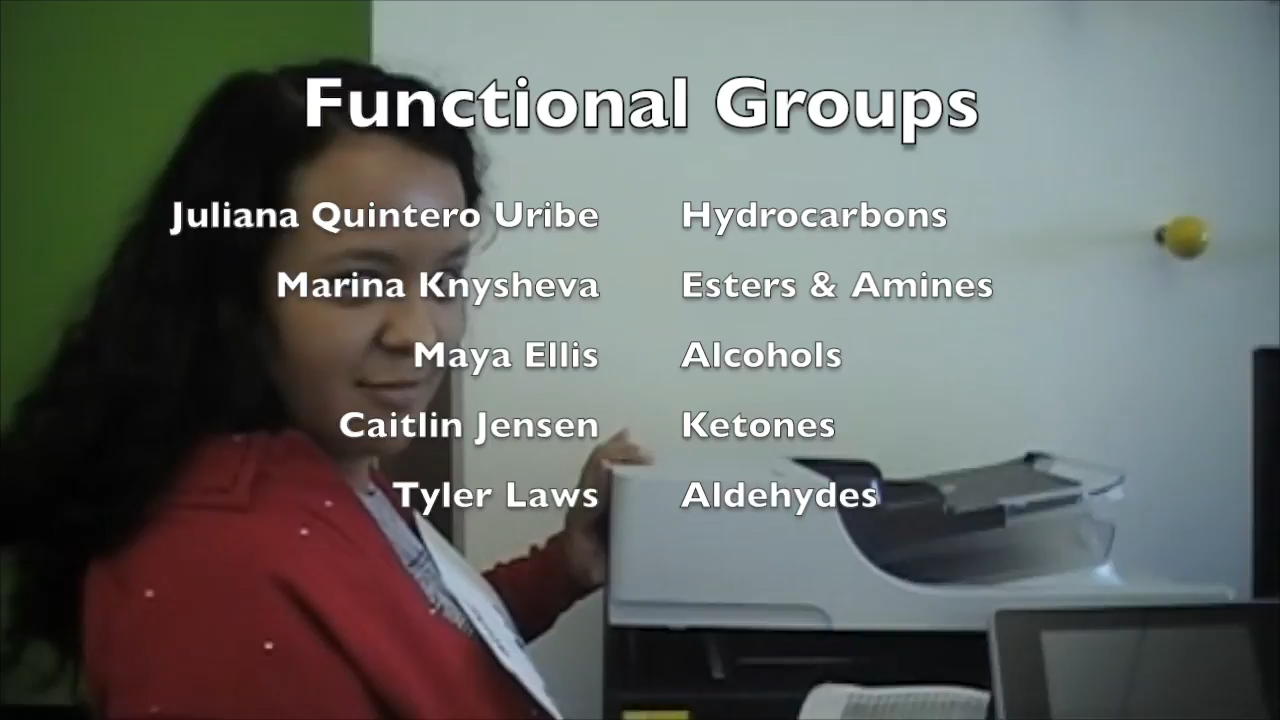 Functional Groups
Juliana Quintero Uribe Hydrocarbons
Marina Knysheva Esters & Amines
Maya Ellis Alcohols
Caitlin Jensen Ketones
Tyler Laws Aldehydes